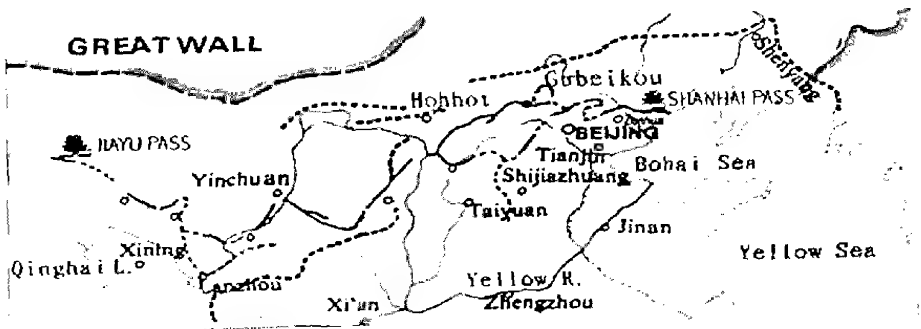 GREAT WALL
Shenyang
Gubeikou
Hohhot
SHANHAI PASS
BEIJING
JIAYU PASS
Tianjin
Bohai Sea
Yinchuan
Shijiazhuang
Taiyuan
Jinan
Xining
Yellow Sea
Qinghai L.
Lanzhou
Yellow R.
Xi'an
Zhengzhou